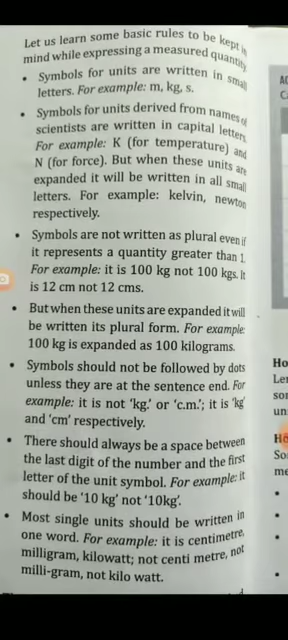 Let us learn some basic rules to be kept in
mind while expressing a measured quantity.
• Symbols for units are written in small
letters. For example: m, kg, s.
• Symbols for units derived from names of
scientists are written in capital letters.
For example: K (for temperature) and
N (for force). But when these units are
expanded it will be written in all small
letters. For example: kelvin, newton
respectively.
• Symbols are not written as plural even if
it represents a quantity greater than 1.
For example: it is 100 kg not 100 kgs. It
is 12 cm not 12 cms.
• But when these units are expanded it will
be written its plural form. For example:
100 kg is expanded as 100 kilograms.
• Symbols should not be followed by dots
unless they are at the sentence end. For
example: it is not 'kg.' or 'c.m.'; it is 'kg'
and 'cm' respectively.
• There should always be a space between
the last digit of the number and the first
letter of the unit symbol. For example: it
should be '10 kg' not '10kg'.
• Most single units should be written in
one word. For example: it is centimetre,
milligram, kilowatt; not centi metre, not
milli-gram, not kilo watt.